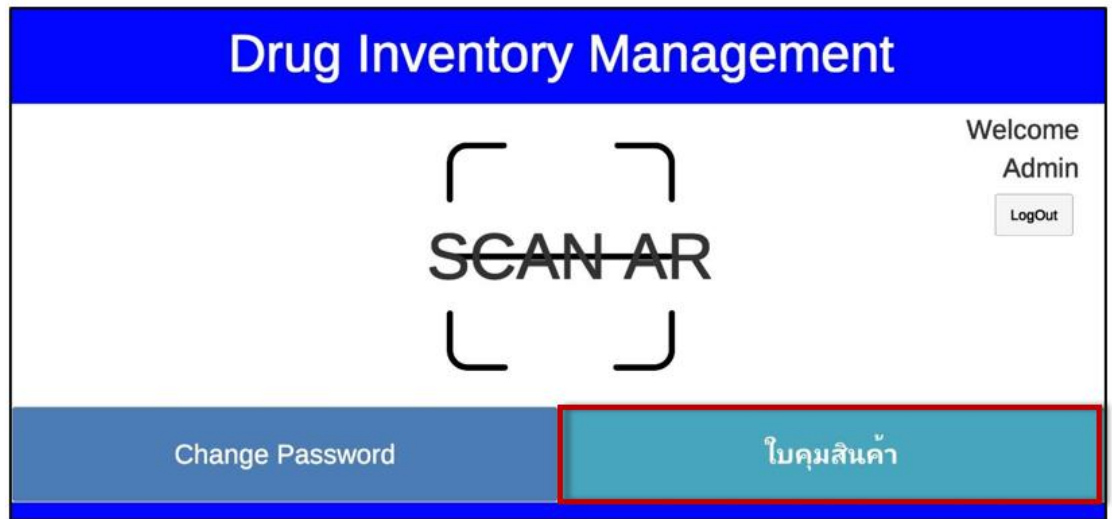 Drug Inventory Management
Welcome
Admin
LogOut
SCAN AR
Change Password
ใบคุมสินค้า